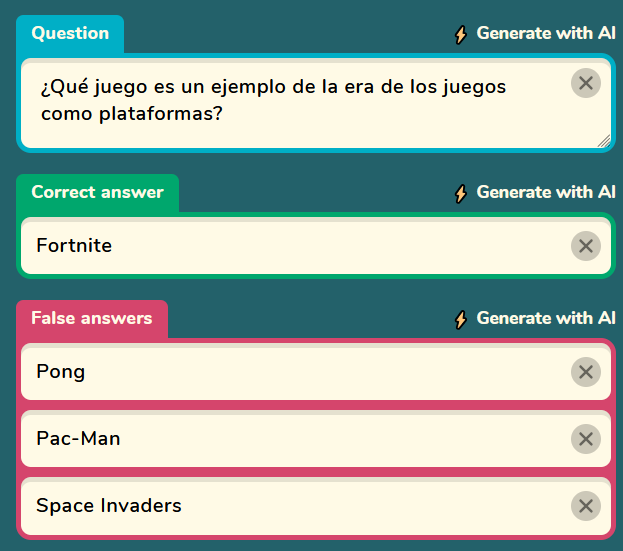 Question
Generate with AI
¿Qué juego es un ejemplo de la era de los juegos
como plataformas?
Correct answer
Generate with AI
Fortnite
False answers
Generate with AI
Pong
Pac-Man
Space Invaders